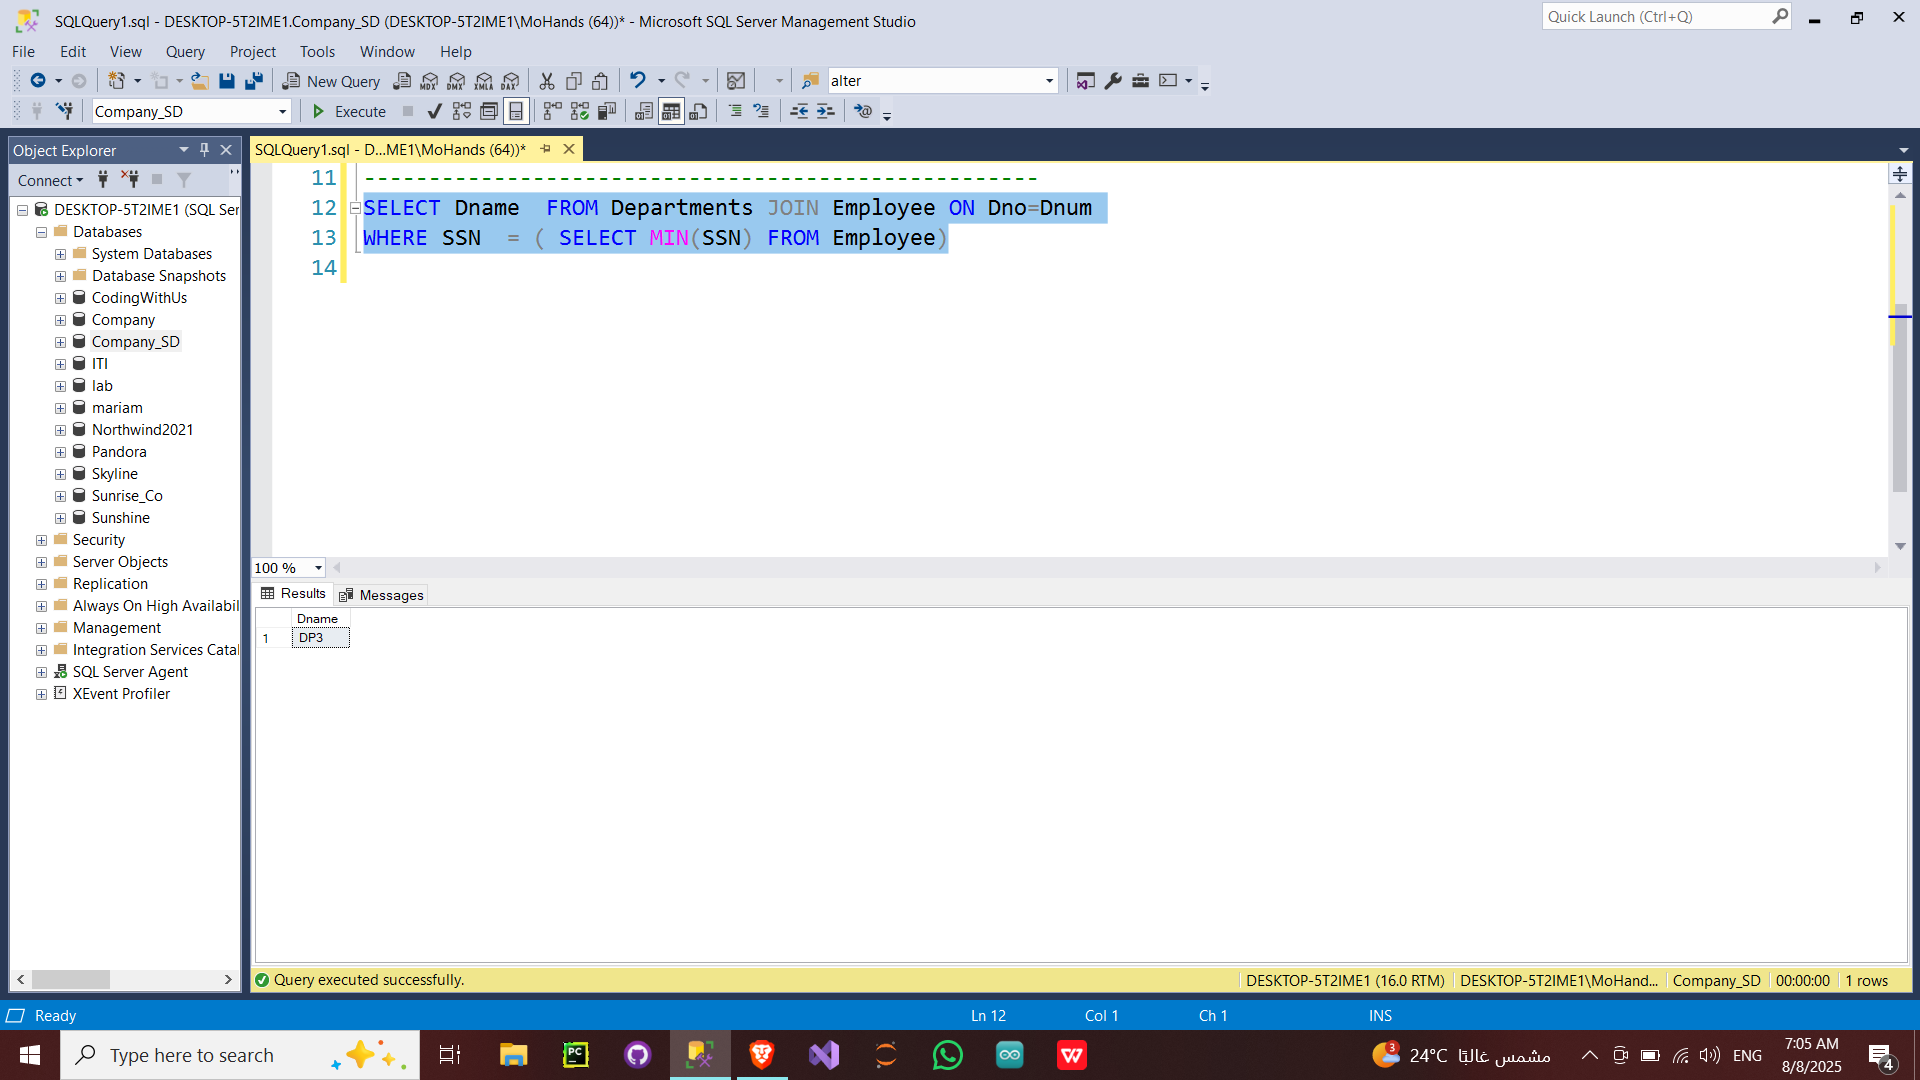 SQLQuery1.sql - DESKTOP-5T2IME1.Company_SD (DESKTOP-5T2IME1\MoHands (64))* - Microsoft SQL Server Management Studio
Quick Launch (Ctrl+Q)
File Edit View Query Project Tools Window Help
New Query MDX DMX XMLA DAX alter
Company_SD Execute
Object Explorer
SQLQuery1.sql - D...ME1\MoHands (64))*
Connect
DESKTOP-5T2IME1 (SQL Ser
Databases
System Databases
Database Snapshots
CodingWithUs
Company
Company_SD
ITI
lab
mariam
Northwind2021
Pandora
Skyline
Sunrise_Co
Sunshine
Security
Server Objects
Replication
Always On High Availabil
Management
Integration Services Catal
SQL Server Agent
XEvent Profiler
11 ----------------------------------------------------
12 SELECT Dname  FROM Departments JOIN Employee ON Dno=Dnum
13 WHERE SSN  = ( SELECT MIN(SSN) FROM Employee)
14
100 %
Results Messages
Dname
1 DP3
Query executed successfully.
DESKTOP-5T2IME1 (16.0 RTM) DESKTOP-5T2IME1\MoHand... Company_SD 00:00:00 1 rows
Ready Ln 12 Col 1 Ch 1 INS
Type here to search
PC
W
3
24°C مشمس غالبًا
ENG
7:05 AM
8/8/2025
4